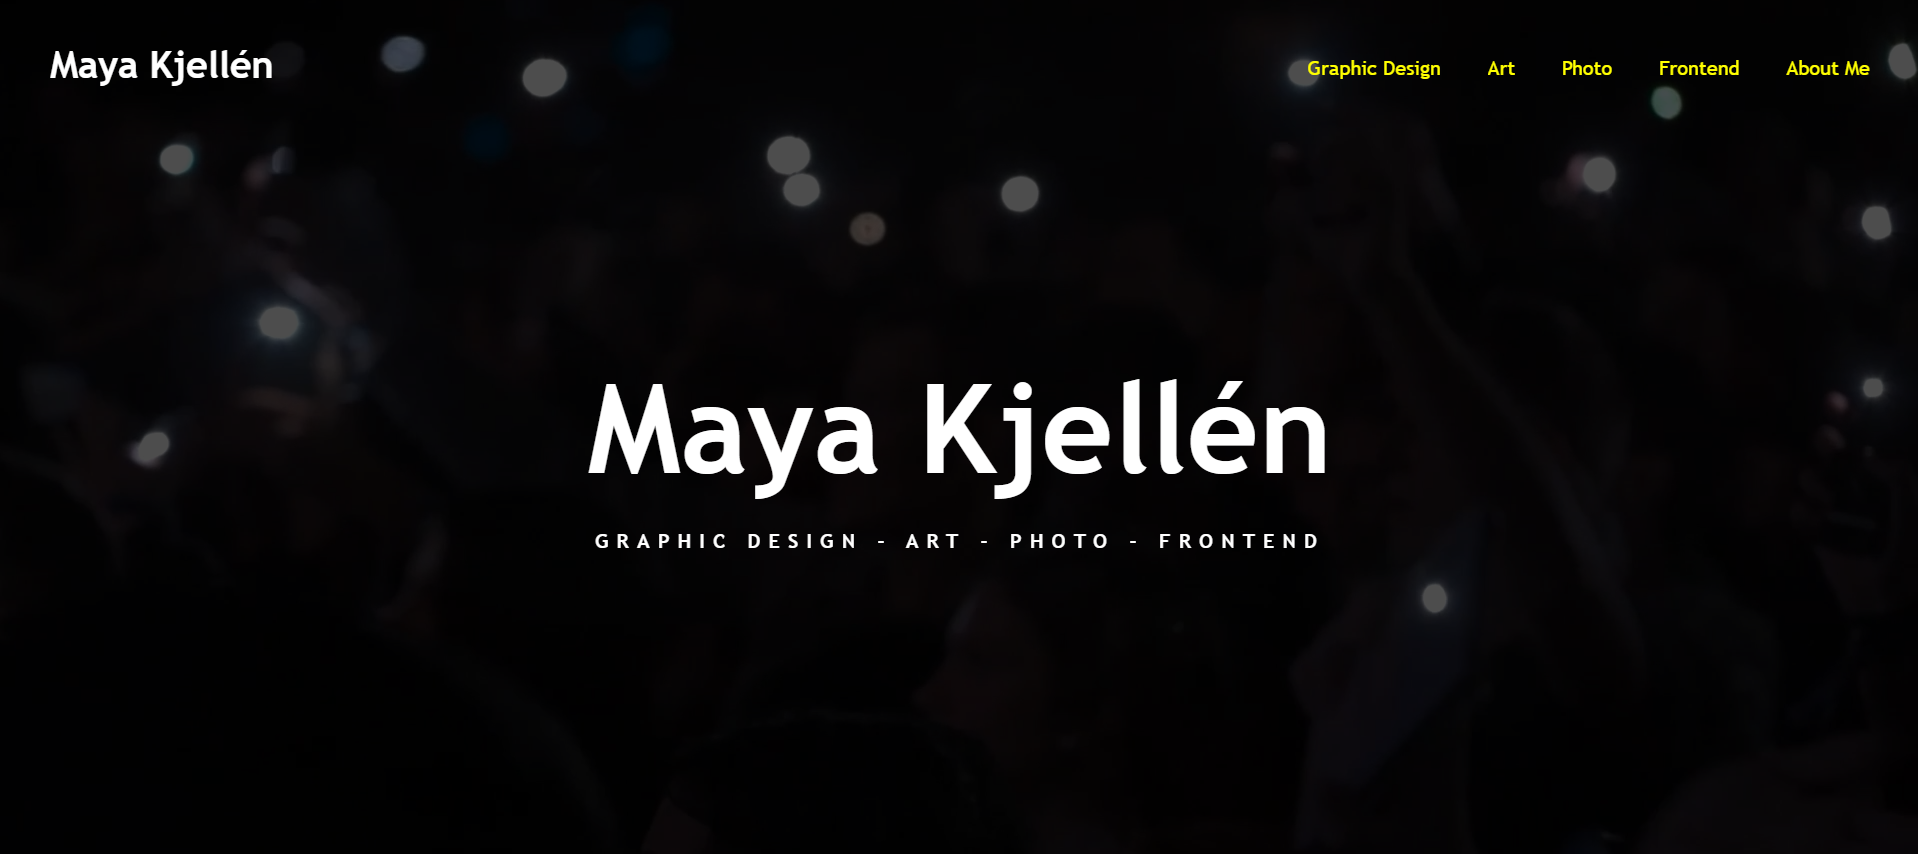 Maya Kjellén
Graphic Design Art Photo Frontend About Me
Maya Kjellén
GRAPHIC DESIGN - ART - PHOTO - FRONTEND